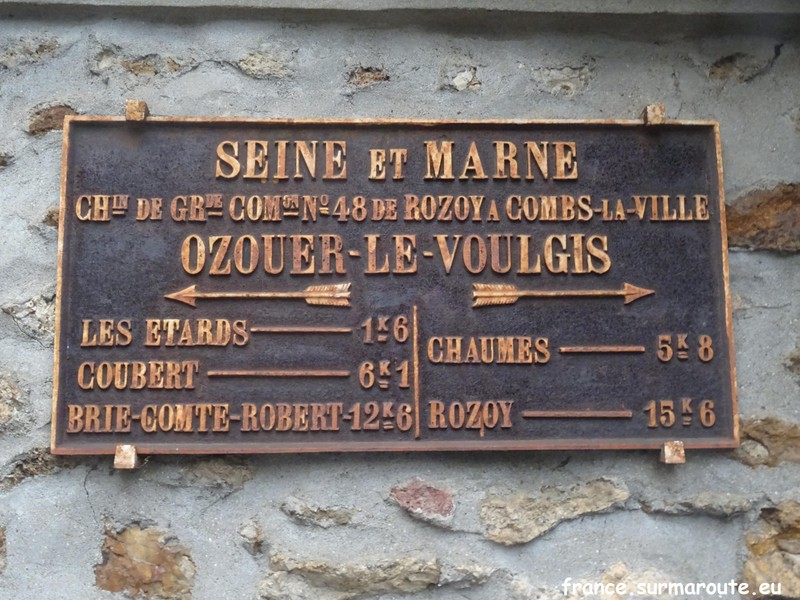 SEINE ET MARNE
CHIN DE GRDE COMON No 48 DE ROZOY A COMBS-LA-VILLE
OZOUER-LE-VOULGIS
LES ETARDS 1K6
COUBERT 6K1
BRIE-COMTE-ROBERT-12K6
CHAUMES 5K8
ROZOY 15K6
france.surmaroute.eu